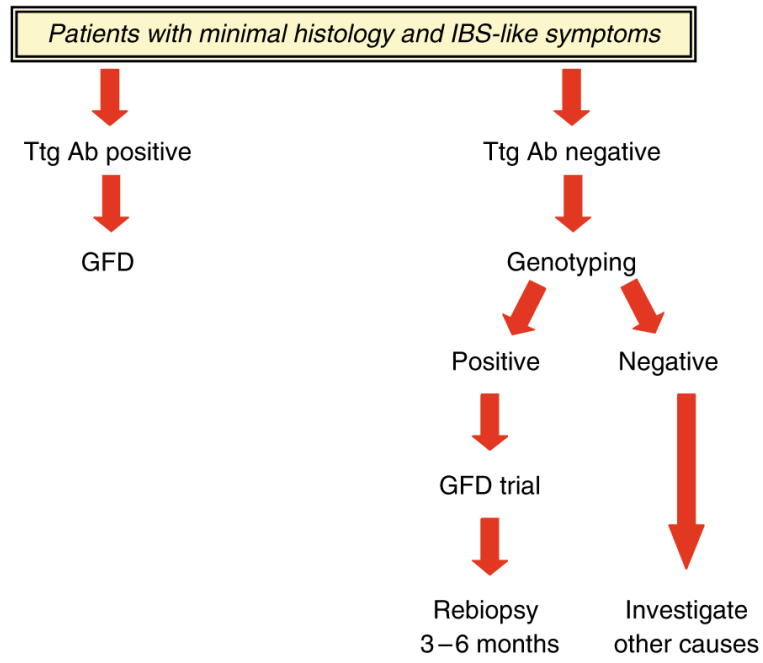 Patients with minimal histology and IBS-like symptoms
Ttg Ab positive
Ttg Ab negative
GFD
Genotyping
Positive
Negative
GFD trial
Rebiopsy
3–6 months
Investigate
other causes